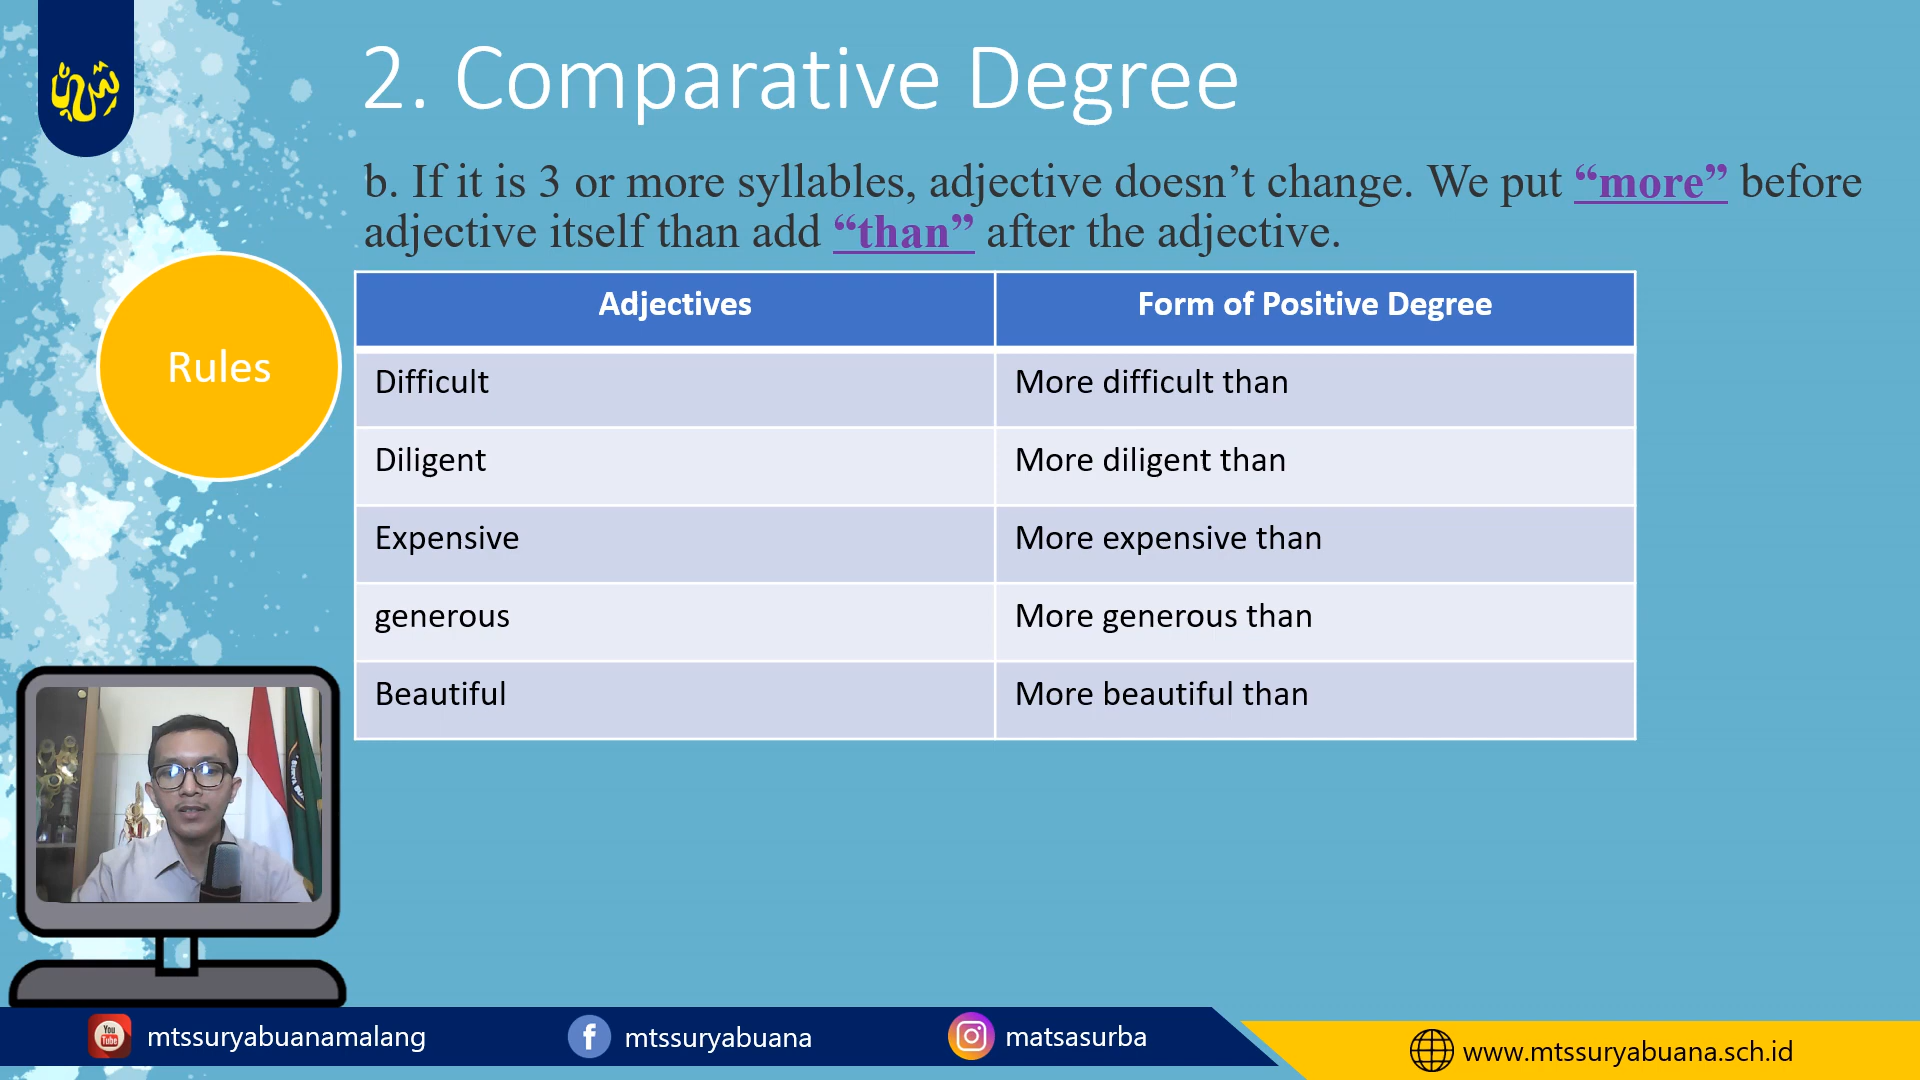 2. Comparative Degree
b. If it is 3 or more syllables, adjective doesn’t change. We put “more” before
adjective itself than add “than” after the adjective.
Rules
Adjectives
Form of Positive Degree
Difficult
More difficult than
Diligent
More diligent than
Expensive
More expensive than
generous
More generous than
Beautiful
More beautiful than
You
Tube
mtssuryabuanamalang
f
mtssuryabuana
matsasurba
www.mtssuryabuana.sch.id